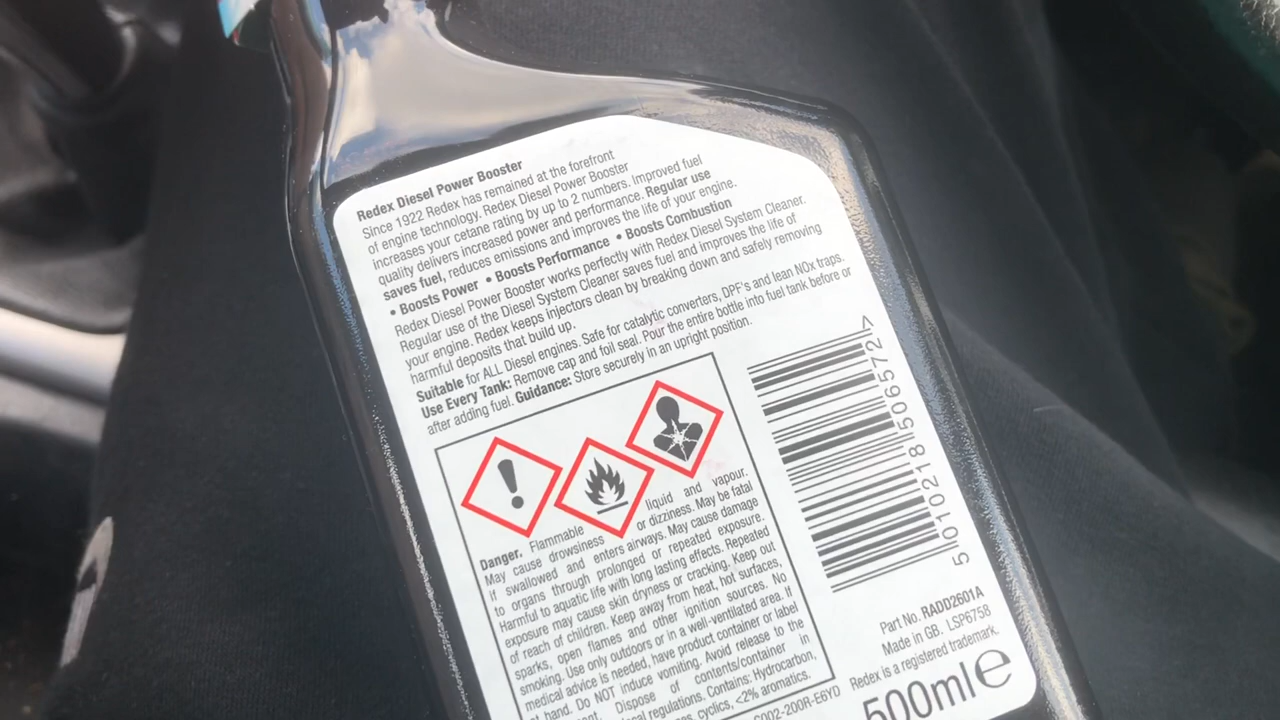 Redex Diesel Power Booster
Since 1922 Redex has remained at the forefront
of engine technology. Redex Diesel Power Booster
increases your cetane rating by up to 2 numbers. Improved fuel
quality delivers increased power and performance. Regular use
saves fuel, reduces emissions and improves the life of your engine.
• Boosts Power • Boosts Performance • Boosts Combustion
Redex Diesel Power Booster works perfectly with Redex Diesel System Cleaner.
Regular use of the Diesel System Cleaner saves fuel and improves the life of
your engine. Redex keeps injectors clean by breaking down and safely removing
harmful deposits that build up.
Suitable for ALL Diesel engines. Safe for catalytic converters, DPF's and lean NOx traps.
Use Every Tank: Remove cap and foil seal. Pour the entire bottle into fuel tank before or
after adding fuel. Guidance: Store securely in an upright position.
Danger. Flammable liquid and vapour.
May cause drowsiness or dizziness. May be fatal
if swallowed and enters airways. May cause damage
to organs through prolonged or repeated exposure.
Harmful to aquatic life with long lasting effects. Repeated
exposure may cause skin dryness or cracking. Keep out
of reach of children. Keep away from heat, hot surfaces,
sparks, open flames and other ignition sources. No
smoking. Use only outdoors or in a well-ventilated area. If
medical advice is needed, have product container or label
at hand. Do NOT induce vomiting. Avoid release to the
Dispose of contents/container in
regulations. Contains: Hydrocarbon,
cyclics, <2% aromatics.
C002-200R-E6YD
5 010218 506572 >
Part No. RADD2601A
Made in GB. LSP6758
Redex is a registered trademark.
500ml e